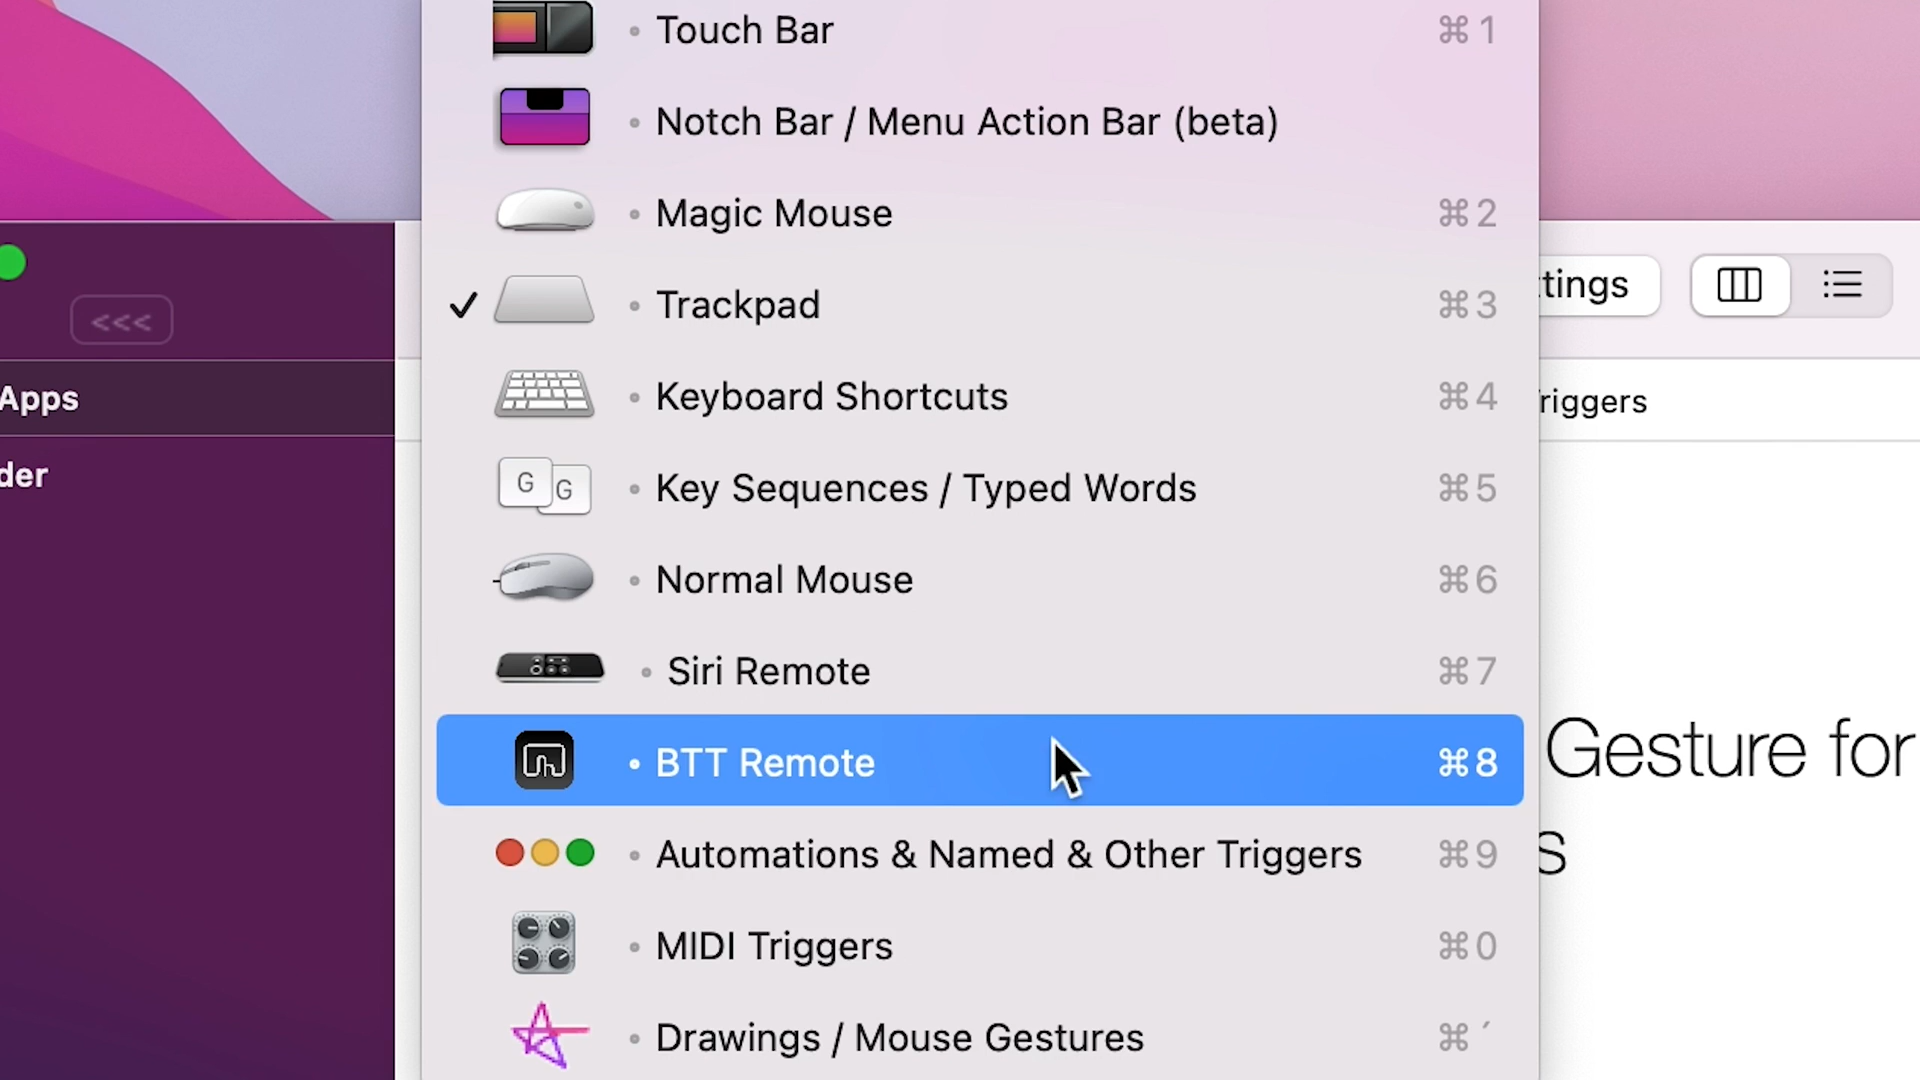 Touch Bar ⌘1
Notch Bar / Menu Action Bar (beta)
Magic Mouse ⌘2
<<<
ttings
✓ Trackpad ⌘3
Apps
Keyboard Shortcuts ⌘4
riggers
der
G G
Key Sequences / Typed Words ⌘5
Normal Mouse ⌘6
Siri Remote ⌘7
BTT Remote ⌘8
Gesture for
s
Automations & Named & Other Triggers ⌘9
MIDI Triggers ⌘0
Drawings / Mouse Gestures ⌘´